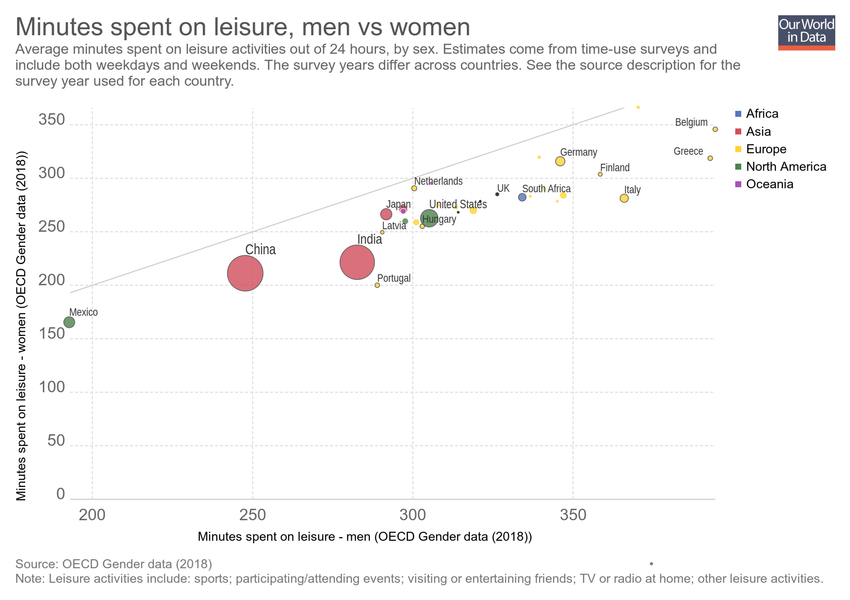 Minutes spent on leisure, men vs women
Our World
in Data
Average minutes spent on leisure activities out of 24 hours, by sex. Estimates come from time-use surveys and
include both weekdays and weekends. The survey years differ across countries. See the source description for the
survey year used for each country.
Minutes spent on leisure - women (OECD Gender data (2018))
350
300
250
200
150
100
50
0
Belgium
Greece
Germany
Finland
Italy
Netherlands
UK
South Africa
Japan
United States
Hungary
Latvia
India
China
Portugal
Mexico
Africa
Asia
Europe
North America
Oceania
200
250
300
350
Minutes spent on leisure - men (OECD Gender data (2018))
Source: OECD Gender data (2018)
Note: Leisure activities include: sports; participating/attending events; visiting or entertaining friends; TV or radio at home; other leisure activities.